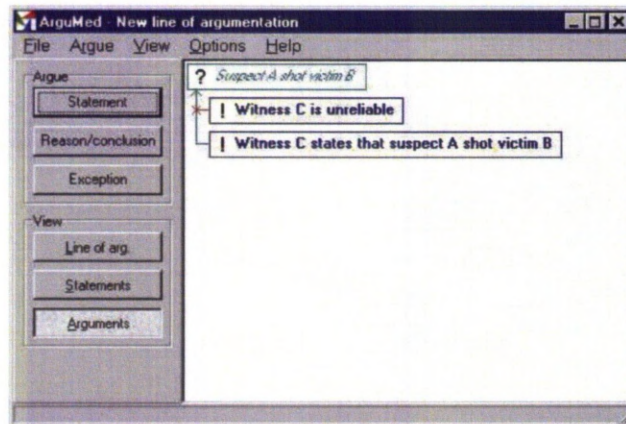 ArguMed - New line of argumentation
File Argue View Options Help
Argue
Statement
Reason/conclusion
Exception
View
Line of arg.
Statements
Arguments
? Suspect A shot victim B
! Witness C is unreliable
! Witness C states that suspect A shot victim B